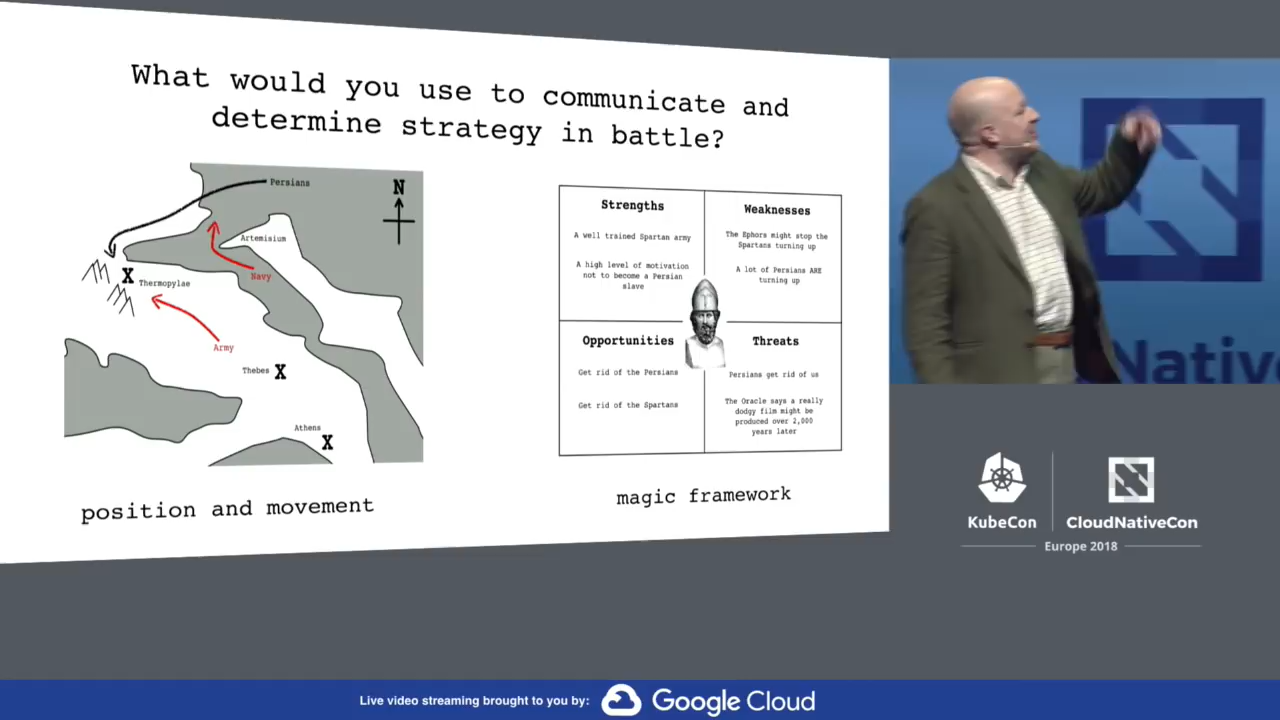 What would you use to communicate and
determine strategy in battle?
Persians
N
Artemisium
Navy
X
Thermopylae
Army
Thebes X
Athens
X
position and movement
Strengths
A well trained Spartan army
A high level of motivation
not to become a Persian
slave
Weaknesses
The Ephors might stop the
Spartans turning up
A lot of Persians ARE
turning up
Opportunities
Get rid of the Persians
Get rid of the Spartans
Threats
Persians get rid of us
The Oracle says a really
dodgy film might be
produced over 2,000
years later
magic framework
Native
KubeCon
CloudNativeCon
Europe 2018
Live video streaming brought to you by:
Google Cloud